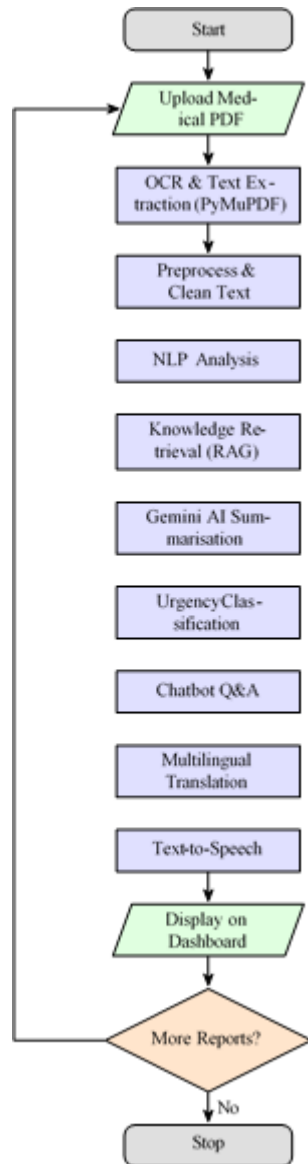 Start
Upload Med-
ical PDF
OCR & Text Ex-
traction (PyMuPDF)
Preprocess &
Clean Text
NLP Analysis
Knowledge Re-
trieval (RAG)
Gemini AI Sum-
marisation
UrgencyClas-
sification
Chatbot Q&A
Multilingual
Translation
Text-to-Speech
Display on
Dashboard
More Reports?
No
Stop